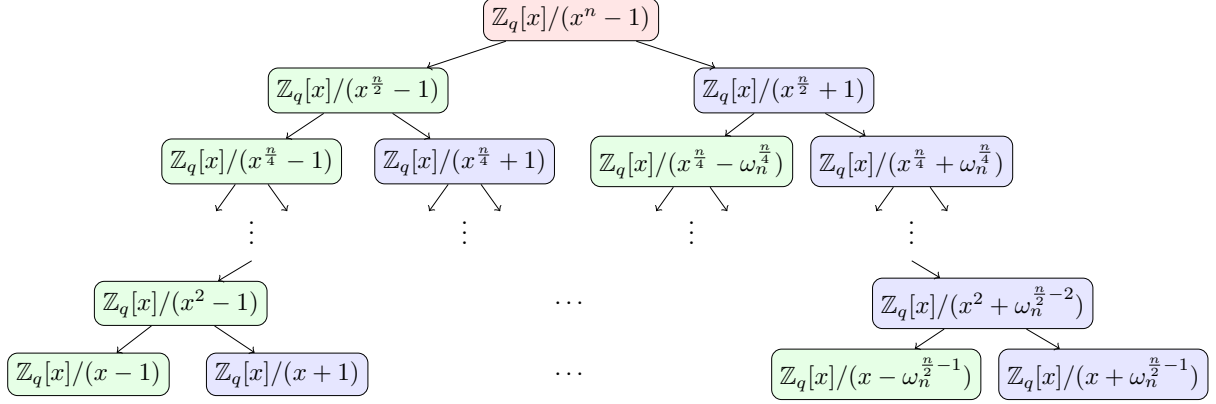 ℤ_q[x]/(x^n − 1)
ℤ_q[x]/(x^{n/2} − 1) ℤ_q[x]/(x^{n/2} + 1)
ℤ_q[x]/(x^{n/4} − 1) ℤ_q[x]/(x^{n/4} + 1) ℤ_q[x]/(x^{n/4} − ω_n^{n/4}) ℤ_q[x]/(x^{n/4} + ω_n^{n/4})
⋮ ⋮ ⋮ ⋮
ℤ_q[x]/(x^2 − 1) … ℤ_q[x]/(x^2 + ω_n^{n/2−2})
ℤ_q[x]/(x − 1) ℤ_q[x]/(x + 1) … ℤ_q[x]/(x − ω_n^{n/2−1}) ℤ_q[x]/(x + ω_n^{n/2−1})